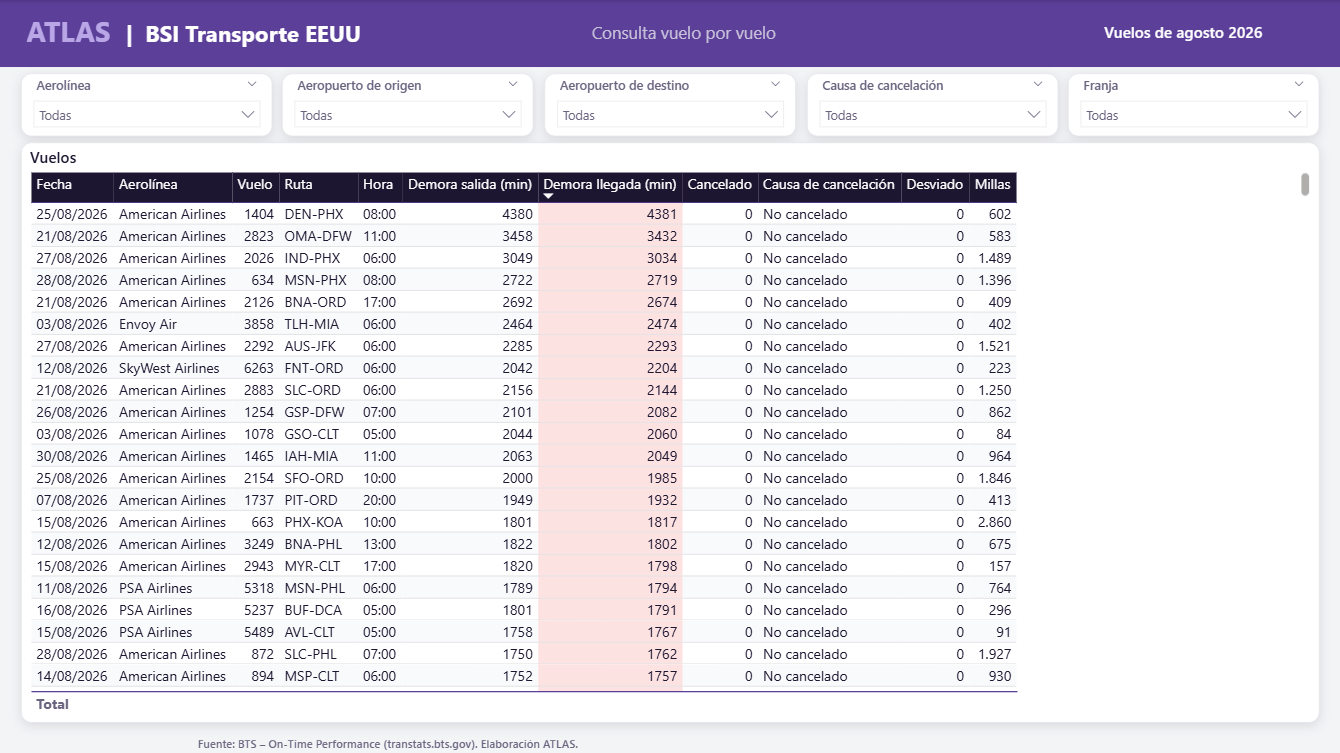 ATLAS | BSI Transporte EEUU Consulta vuelo por vuelo Vuelos de agosto 2026
Aerolínea Aeropuerto de origen Aeropuerto de destino Causa de cancelación Franja
Todas Todas Todas Todas Todas
Vuelos
Fecha Aerolínea Vuelo Ruta Hora Demora salida (min) Demora llegada (min) Cancelado Causa de cancelación Desviado Millas
25/08/2026 American Airlines 1404 DEN-PHX 08:00 4380 4381 0 No cancelado 0 602
21/08/2026 American Airlines 2823 OMA-DFW 11:00 3458 3432 0 No cancelado 0 583
27/08/2026 American Airlines 2026 IND-PHX 06:00 3049 3034 0 No cancelado 0 1.489
28/08/2026 American Airlines 634 MSN-PHX 08:00 2722 2719 0 No cancelado 0 1.396
21/08/2026 American Airlines 2126 BNA-ORD 17:00 2692 2674 0 No cancelado 0 409
03/08/2026 Envoy Air 3858 TLH-MIA 06:00 2464 2474 0 No cancelado 0 402
27/08/2026 American Airlines 2292 AUS-JFK 06:00 2285 2293 0 No cancelado 0 1.521
12/08/2026 SkyWest Airlines 6263 FNT-ORD 06:00 2042 2204 0 No cancelado 0 223
21/08/2026 American Airlines 2883 SLC-ORD 06:00 2156 2144 0 No cancelado 0 1.250
26/08/2026 American Airlines 1254 GSP-DFW 07:00 2101 2082 0 No cancelado 0 862
03/08/2026 American Airlines 1078 GSO-CLT 05:00 2044 2060 0 No cancelado 0 84
30/08/2026 American Airlines 1465 IAH-MIA 11:00 2063 2049 0 No cancelado 0 964
25/08/2026 American Airlines 2154 SFO-ORD 10:00 2000 1985 0 No cancelado 0 1.846
07/08/2026 American Airlines 1737 PIT-ORD 20:00 1949 1932 0 No cancelado 0 413
15/08/2026 American Airlines 663 PHX-KOA 10:00 1801 1817 0 No cancelado 0 2.860
12/08/2026 American Airlines 3249 BNA-PHL 13:00 1822 1802 0 No cancelado 0 675
15/08/2026 American Airlines 2943 MYR-CLT 17:00 1820 1798 0 No cancelado 0 157
11/08/2026 PSA Airlines 5318 MSN-PHL 06:00 1789 1794 0 No cancelado 0 764
16/08/2026 PSA Airlines 5237 BUF-DCA 05:00 1801 1791 0 No cancelado 0 296
15/08/2026 PSA Airlines 5489 AVL-CLT 05:00 1758 1767 0 No cancelado 0 91
28/08/2026 American Airlines 872 SLC-PHL 07:00 1750 1762 0 No cancelado 0 1.927
14/08/2026 American Airlines 894 MSP-CLT 06:00 1752 1757 0 No cancelado 0 930
Total
Fuente: BTS – On-Time Performance (transtats.bts.gov). Elaboración ATLAS.